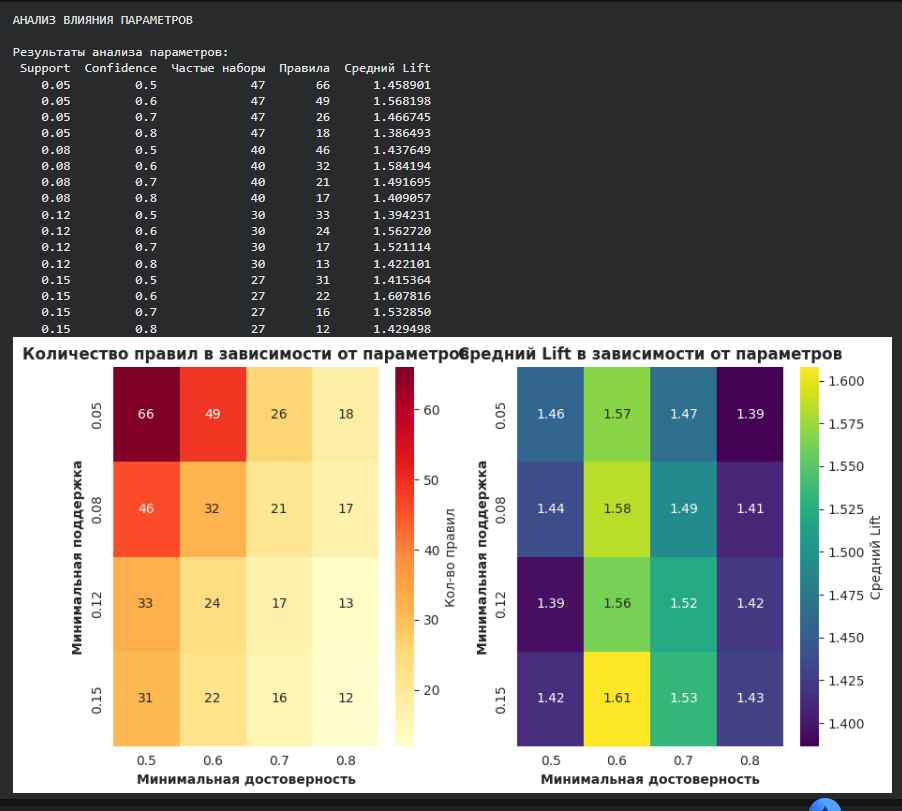 АНАЛИЗ ВЛИЯНИЯ ПАРАМЕТРОВ
Результаты анализа параметров:
Support Confidence Частые наборы Правила Средний Lift
0.05 0.5 47 66 1.458901
0.05 0.6 47 49 1.568198
0.05 0.7 47 26 1.466745
0.05 0.8 47 18 1.386493
0.08 0.5 40 46 1.437649
0.08 0.6 40 32 1.584194
0.08 0.7 40 21 1.491695
0.08 0.8 40 17 1.409057
0.12 0.5 30 33 1.394231
0.12 0.6 30 24 1.562720
0.12 0.7 30 17 1.521114
0.12 0.8 30 13 1.422101
0.15 0.5 27 31 1.415364
0.15 0.6 27 22 1.607816
0.15 0.7 27 16 1.532850
0.15 0.8 27 12 1.429498
Количество правил в зависимости от параметров
Минимальная поддержка
0.05 66 49 26 18
0.08 46 32 21 17
0.12 33 24 17 13
0.15 31 22 16 12
0.5 0.6 0.7 0.8
Минимальная достоверность
60
50
40
30
20
Кол-во правил
Средний Lift в зависимости от параметров
Минимальная поддержка
0.05 1.46 1.57 1.47 1.39
0.08 1.44 1.58 1.49 1.41
0.12 1.39 1.56 1.52 1.42
0.15 1.42 1.61 1.53 1.43
0.5 0.6 0.7 0.8
Минимальная достоверность
1.600
1.575
1.550
1.525
1.500
1.475
1.450
1.425
1.400
Средний Lift